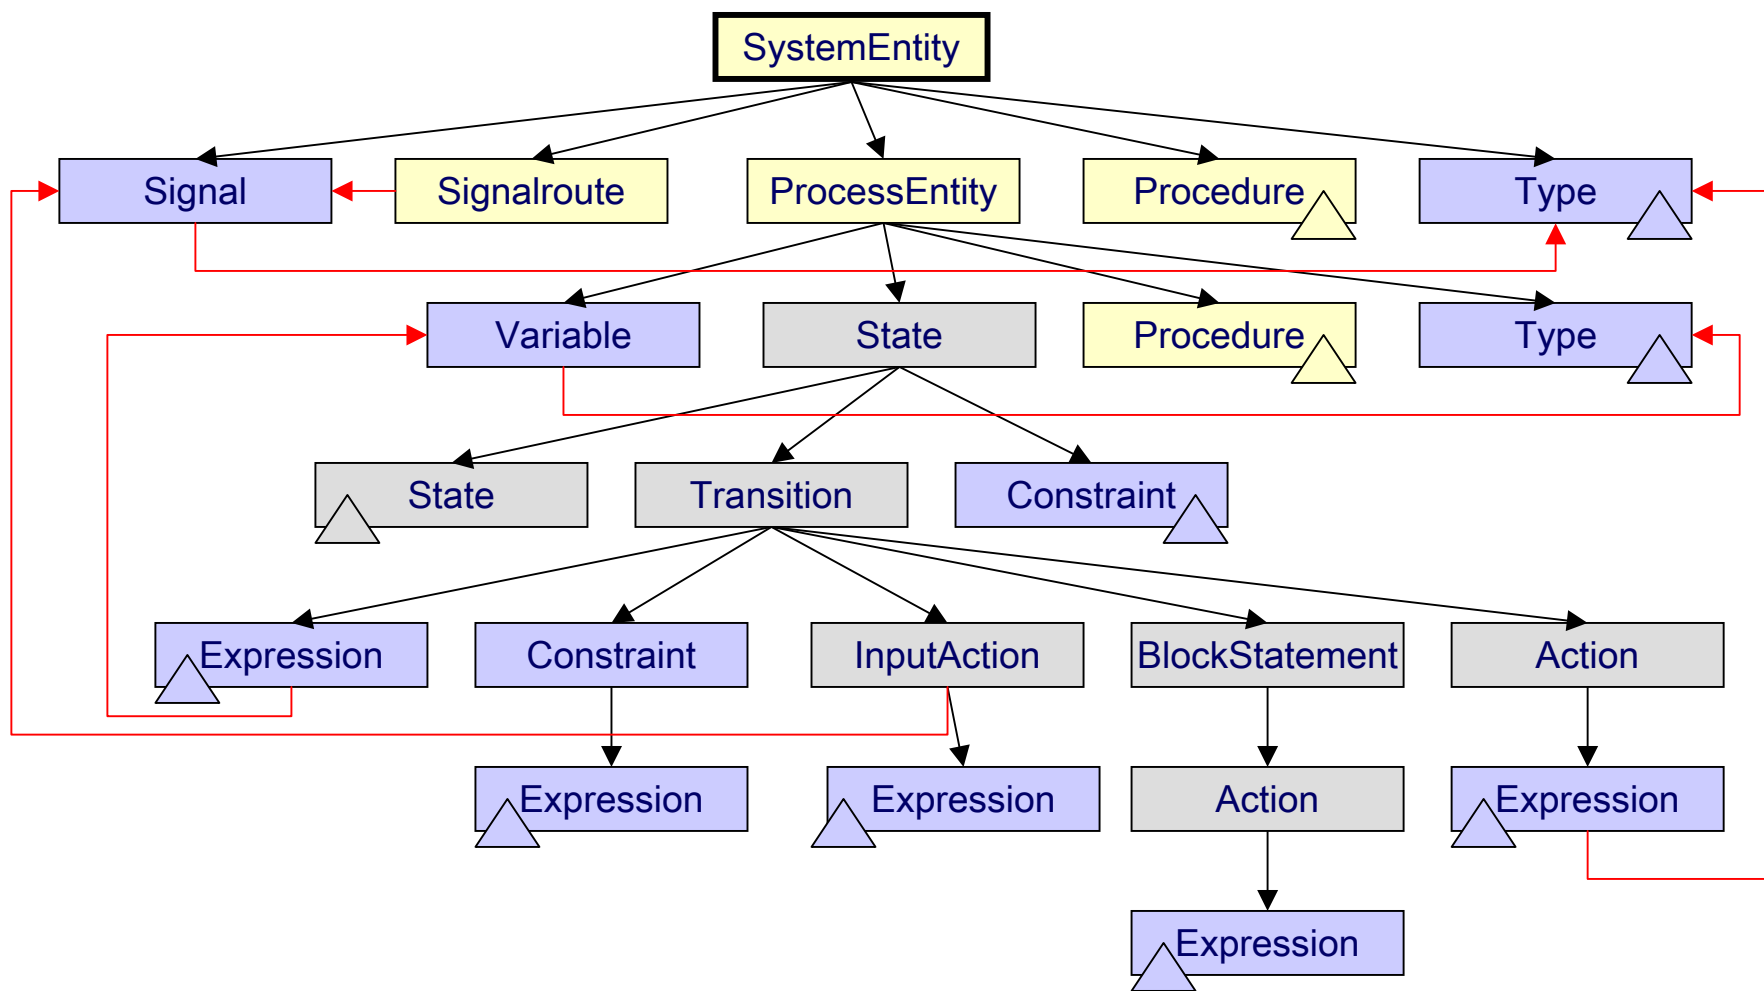 SystemEntity
Signal
Signalroute
ProcessEntity
Procedure
Type
Variable
State
Procedure
Type
State
Transition
Constraint
Expression
Constraint
InputAction
BlockStatement
Action
Expression
Expression
Action
Expression
Expression